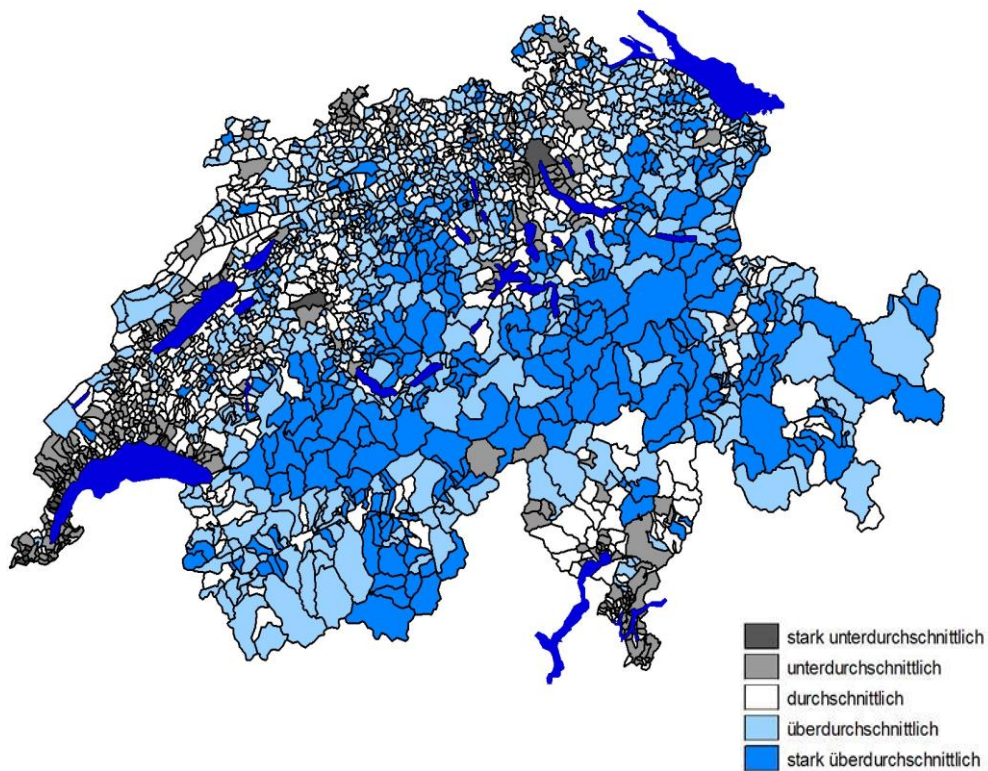 stark unterdurchschnittlich
unterdurchschnittlich
durchschnittlich
überdurchschnittlich
stark überdurchschnittlich